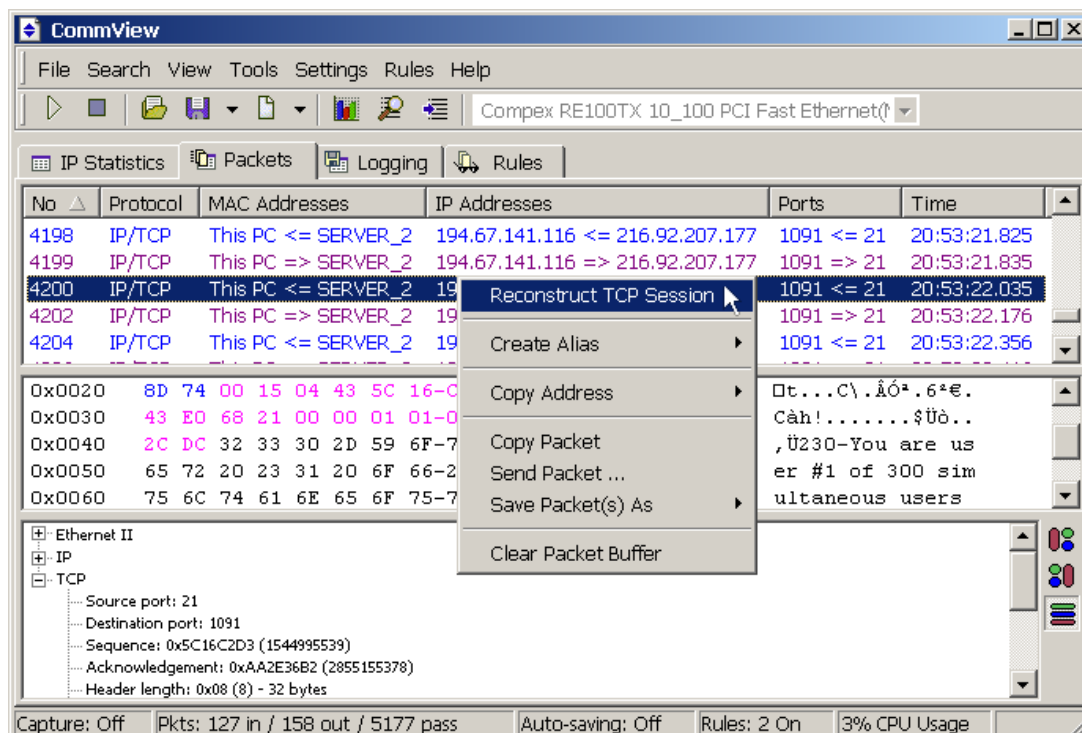 CommView
File Search View Tools Settings Rules Help
Compex RE100TX 10_100 PCI Fast Ethernet(
IP Statistics Packets Logging Rules
No Protocol MAC Addresses IP Addresses Ports Time
4198 IP/TCP This PC <= SERVER_2 194.67.141.116 <= 216.92.207.177 1091 <= 21 20:53:21.825
4199 IP/TCP This PC => SERVER_2 194.67.141.116 => 216.92.207.177 1091 => 21 20:53:21.835
4200 IP/TCP This PC <= SERVER_2 19 1091 <= 21 20:53:22.035
4202 IP/TCP This PC => SERVER_2 19 1091 => 21 20:53:22.176
4204 IP/TCP This PC <= SERVER_2 19 1091 <= 21 20:53:22.356
Reconstruct TCP Session
Create Alias
Copy Address
Copy Packet
Send Packet ...
Save Packet(s) As
Clear Packet Buffer
0x0020 8D 74 00 15 04 43 5C 16-C □t...C\.ÂÓª.6ª€.
0x0030 43 E0 68 21 00 00 01 01-0 Càh!.......$Üò..
0x0040 2C DC 32 33 30 2D 59 6F-7 ,Ü230-You are us
0x0050 65 72 20 23 31 20 6F 66-2 er #1 of 300 sim
0x0060 75 6C 74 61 6E 65 6F 75-7 ultaneous users
Ethernet II
IP
TCP
Source port: 21
Destination port: 1091
Sequence: 0x5C16C2D3 (1544995539)
Acknowledgement: 0xAA2E36B2 (2855155378)
Header length: 0x08 (8) - 32 bytes
Capture: Off Pkts: 127 in / 158 out / 5177 pass Auto-saving: Off Rules: 2 On 3% CPU Usage